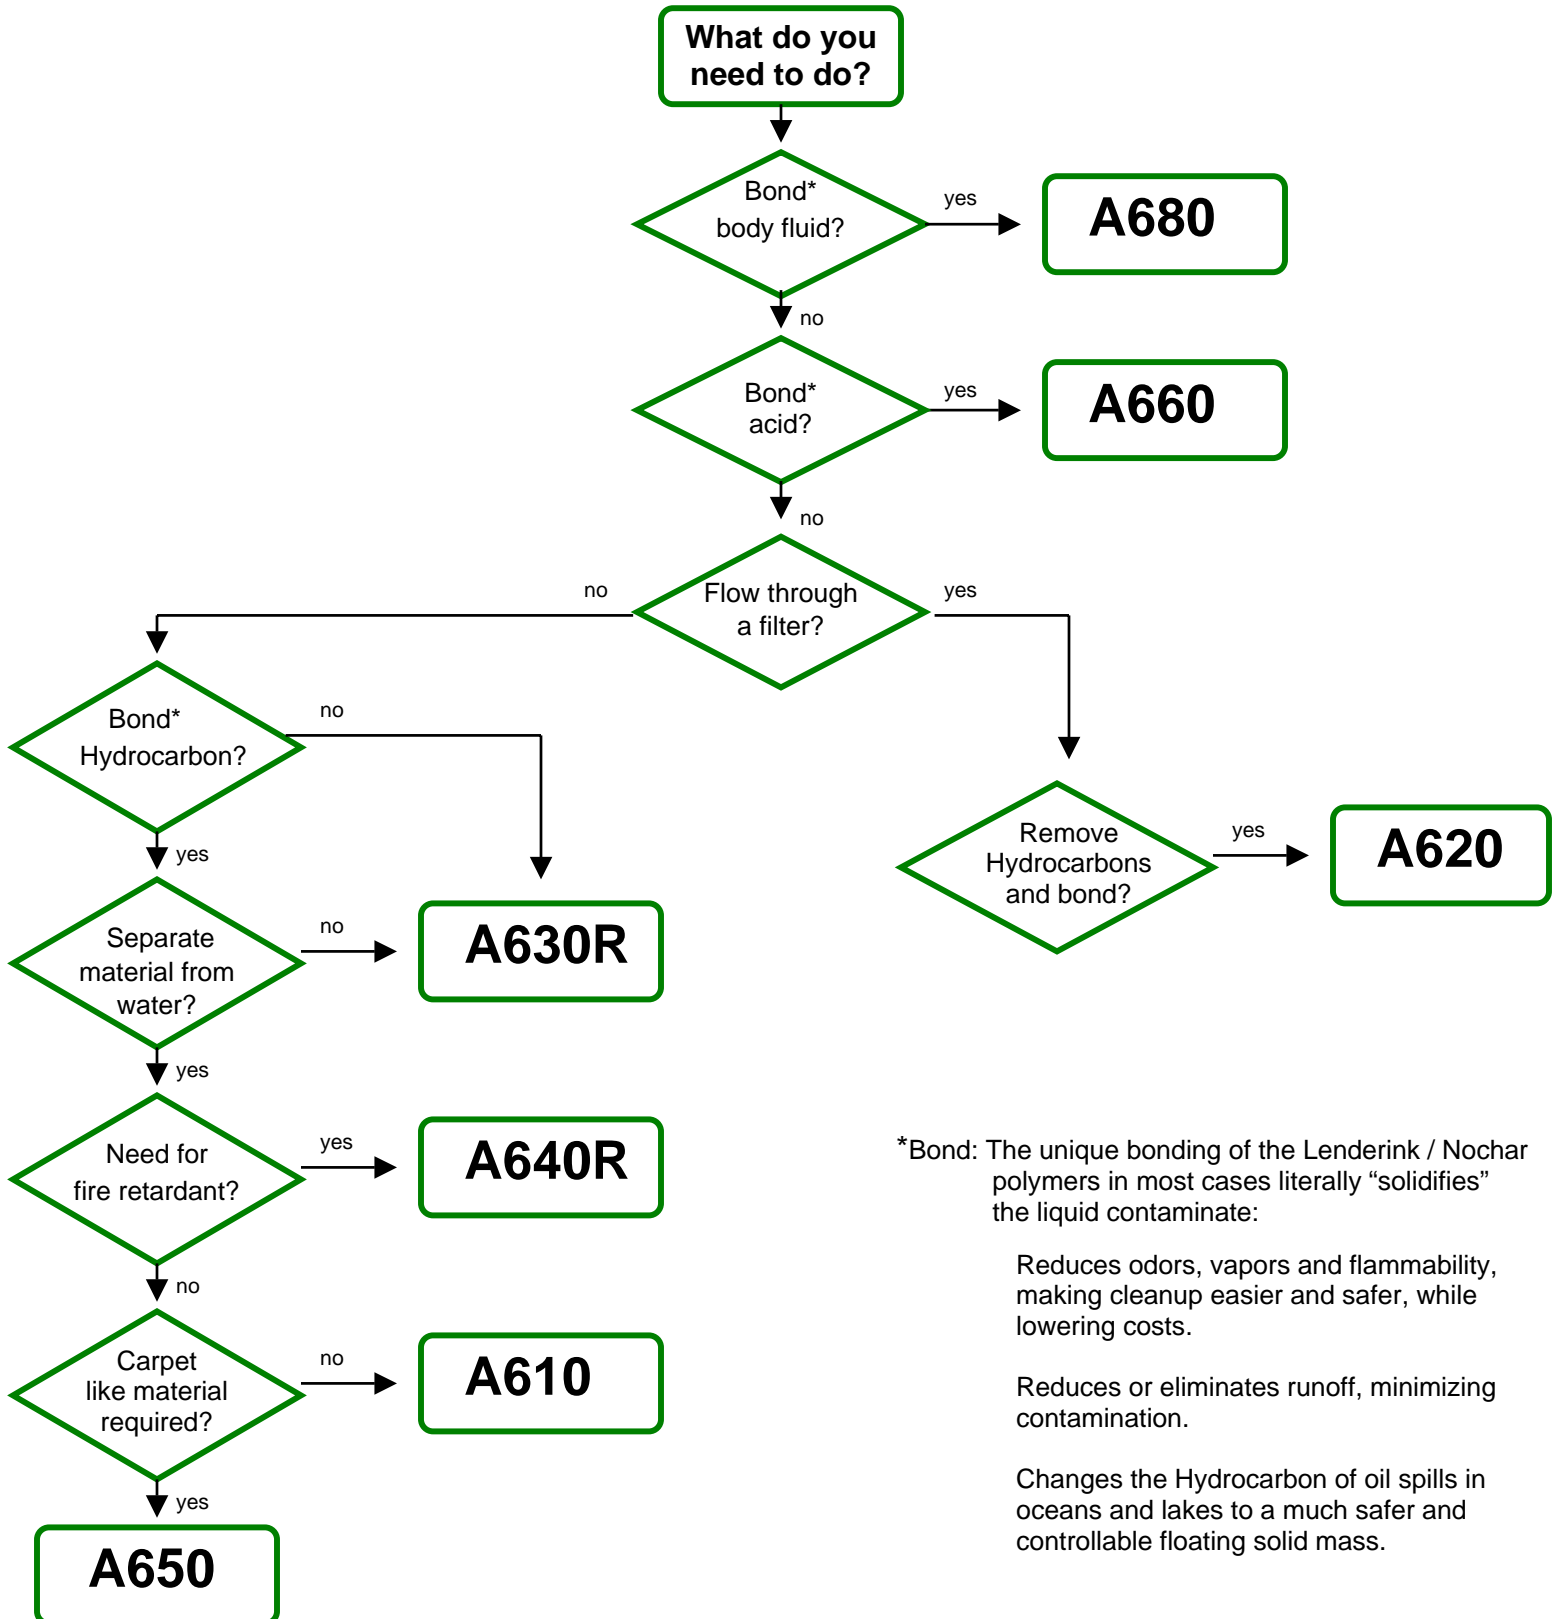 What do you
need to do?
Bond*
body fluid?
yes
A680
no
Bond*
acid?
yes
A660
no
Flow through
a filter?
no
yes
Bond*
Hydrocarbon?
no
yes
Remove
Hydrocarbons
and bond?
yes
A620
Separate
material from
water?
no
A630R
yes
Need for
fire retardant?
yes
A640R
no
Carpet
like material
required?
no
A610
yes
A650
*Bond: The unique bonding of the Lenderink / Nochar
polymers in most cases literally “solidifies”
the liquid contaminate:
Reduces odors, vapors and flammability,
making cleanup easier and safer, while
lowering costs.
Reduces or eliminates runoff, minimizing
contamination.
Changes the Hydrocarbon of oil spills in
oceans and lakes to a much safer and
controllable floating solid mass.